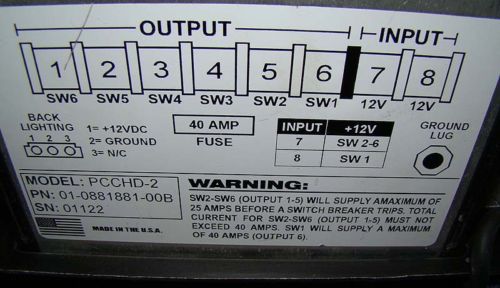 OUTPUT INPUT
1 2 3 4 5 6 7 8
SW6 SW5 SW4 SW3 SW2 SW1 12V 12V
BACK
LIGHTING
1 2 3
1= +12VDC
2= GROUND
3= N/C
40 AMP
FUSE
INPUT +12V
7 SW 2-6
8 SW 1
GROUND
LUG
MODEL: PCCHD-2
PN: 01-0881881-00B
SN: 01122
MADE IN THE U.S.A.
WARNING:
SW2-SW6 (OUTPUT 1-5) WILL SUPPLY AMAXIMUM OF
25 AMPS BEFORE A SWITCH BREAKER TRIPS. TOTAL
CURRENT FOR SW2-SW6 (OUTPUT 1-5) MUST NOT
EXCEED 40 AMPS. SW1 WILL SUPPLY A MAXIMUM
OF 40 AMPS (OUTPUT 6).